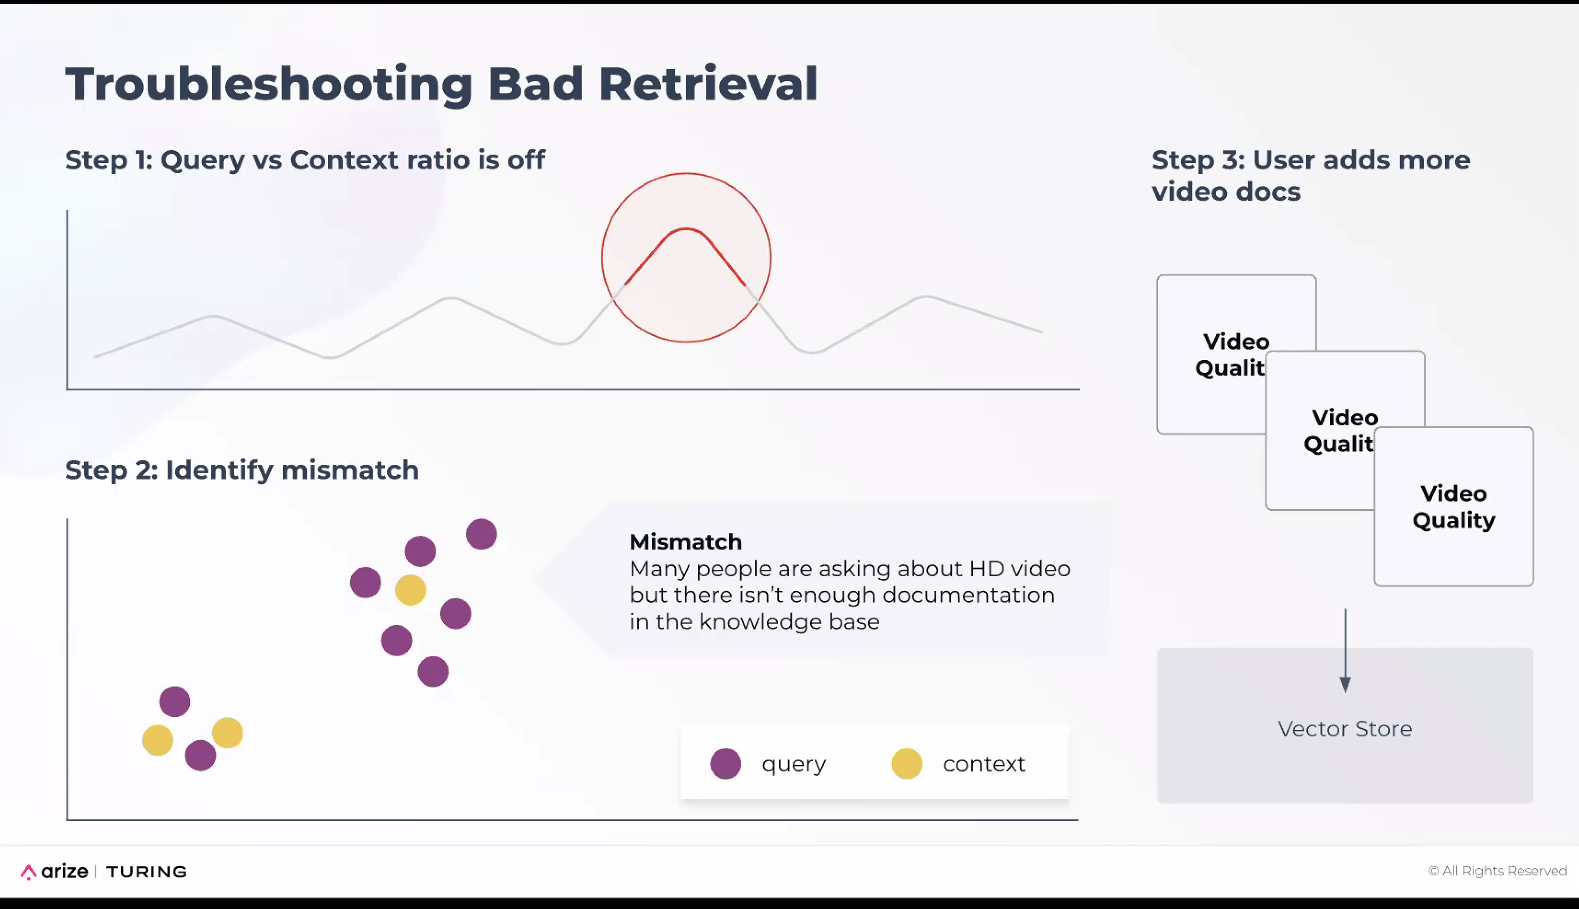 Troubleshooting Bad Retrieval
Step 1: Query vs Context ratio is off
Step 2: Identify mismatch
Mismatch
Many people are asking about HD video
but there isn't enough documentation
in the knowledge base
query
context
Step 3: User adds more
video docs
Video
Qualit
Video
Qualit
Video
Quality
Vector Store
arize | TURING
© All Rights Reserved